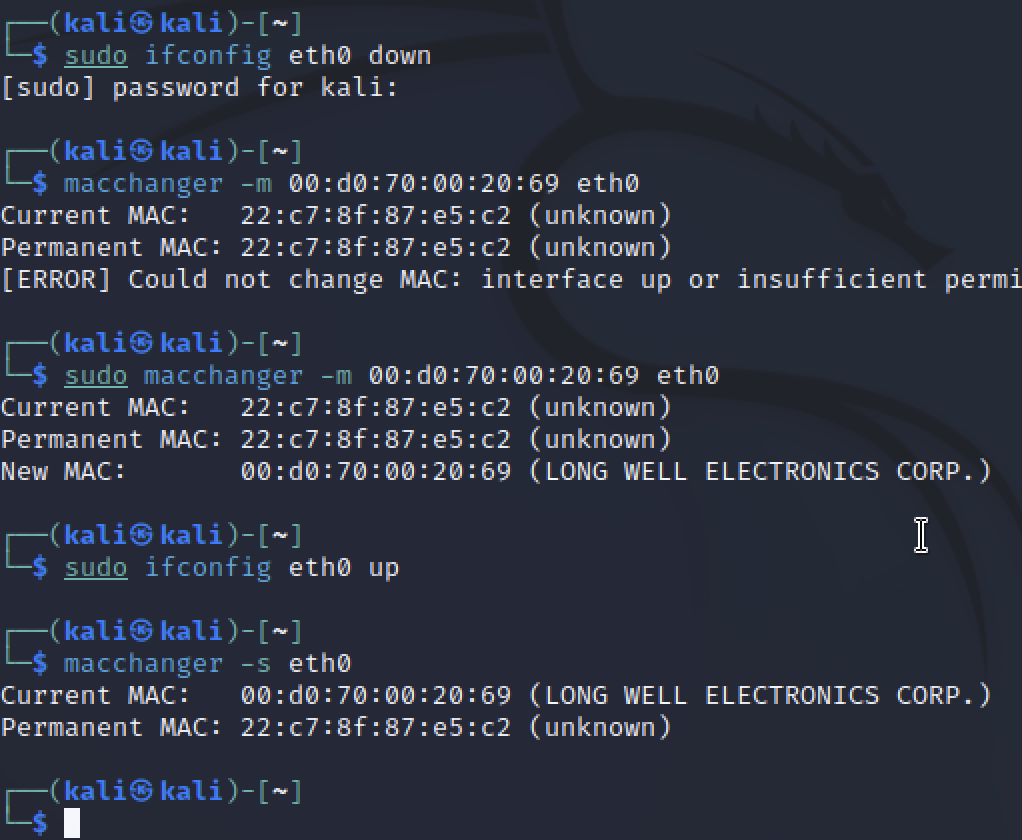 ┌──(kali㉿kali)-[~]
└─$ sudo ifconfig eth0 down
[sudo] password for kali:
┌──(kali㉿kali)-[~]
└─$ macchanger -m 00:d0:70:00:20:69 eth0
Current MAC:   22:c7:8f:87:e5:c2 (unknown)
Permanent MAC: 22:c7:8f:87:e5:c2 (unknown)
[ERROR] Could not change MAC: interface up or insufficient permi
┌──(kali㉿kali)-[~]
└─$ sudo macchanger -m 00:d0:70:00:20:69 eth0
Current MAC:   22:c7:8f:87:e5:c2 (unknown)
Permanent MAC: 22:c7:8f:87:e5:c2 (unknown)
New MAC:       00:d0:70:00:20:69 (LONG WELL ELECTRONICS CORP.)
┌──(kali㉿kali)-[~]
└─$ sudo ifconfig eth0 up
┌──(kali㉿kali)-[~]
└─$ macchanger -s eth0
Current MAC:   00:d0:70:00:20:69 (LONG WELL ELECTRONICS CORP.)
Permanent MAC: 22:c7:8f:87:e5:c2 (unknown)
┌──(kali㉿kali)-[~]
└─$